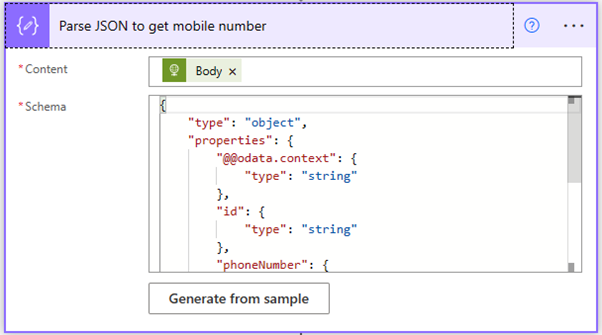 Parse JSON to get mobile number
?
...
*Content
Body ×
*Schema
{
"type": "object",
"properties": {
"@@odata.context": {
"type": "string"
},
"id": {
"type": "string"
},
"phoneNumber": {
Generate from sample